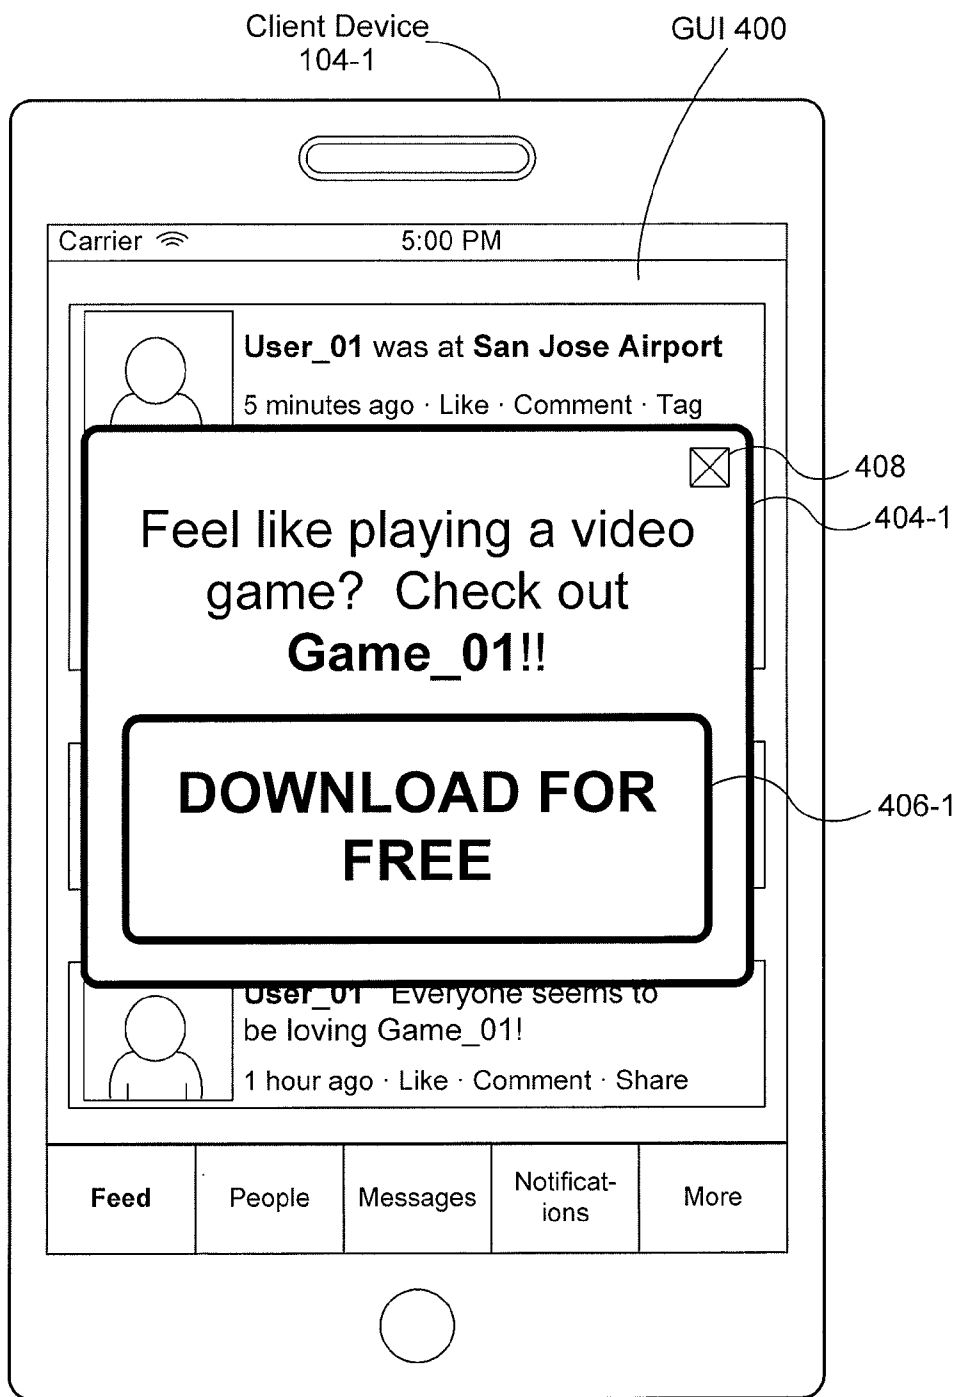 Client Device
104-1
GUI 400
Carrier
5:00 PM
User_01 was at San Jose Airport
5 minutes ago · Like · Comment · Tag
408
404-1
Feel like playing a video
game? Check out
Game_01!!
DOWNLOAD FOR
FREE
406-1
User_01 Everyone seems to
be loving Game_01!
1 hour ago · Like · Comment · Share
Feed
People
Messages
Notificat-
ions
More